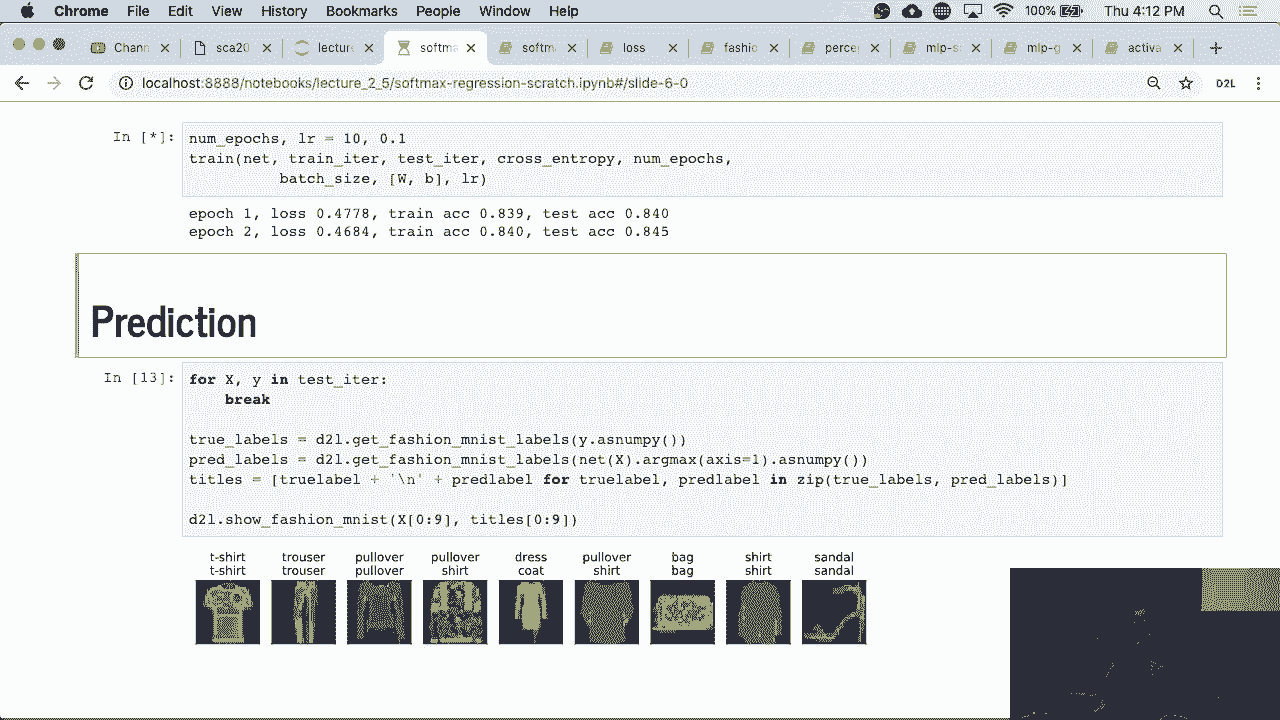 Chrome File Edit View History Bookmarks People Window Help 100% Thu 4:12 PM
Chann sca20 lecture softma softm loss fashio percep mlp-s mlp-g activa
localhost:8888/notebooks/lecture_2_5/softmax-regression-scratch.ipynb#/slide-6-0 D2L
In [*]: num_epochs, lr = 10, 0.1
train(net, train_iter, test_iter, cross_entropy, num_epochs,
batch_size, [W, b], lr)
epoch 1, loss 0.4778, train acc 0.839, test acc 0.840
epoch 2, loss 0.4684, train acc 0.840, test acc 0.845
Prediction
In [13]: for X, y in test_iter:
break
true_labels = d2l.get_fashion_mnist_labels(y.asnumpy())
pred_labels = d2l.get_fashion_mnist_labels(net(X).argmax(axis=1).asnumpy())
titles = [truelabel + '\n' + predlabel for truelabel, predlabel in zip(true_labels, pred_labels)]
d2l.show_fashion_mnist(X[0:9], titles[0:9])
t-shirt trouser pullover pullover dress pullover bag shirt sandal
t-shirt trouser pullover shirt coat shirt bag shirt sandal